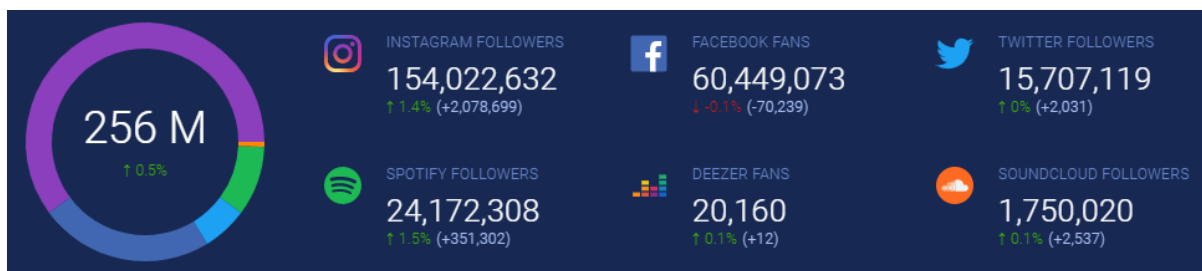 256 M
↑ 0.5%
INSTAGRAM FOLLOWERS
154,022,632
↑ 1.4% (+2,078,699)
FACEBOOK FANS
60,449,073
↓ -0.1% (-70,239)
TWITTER FOLLOWERS
15,707,119
↑ 0% (+2,031)
SPOTIFY FOLLOWERS
24,172,308
↑ 1.5% (+351,302)
DEEZER FANS
20,160
↑ 0.1% (+12)
SOUNDCLOUD FOLLOWERS
1,750,020
↑ 0.1% (+2,537)